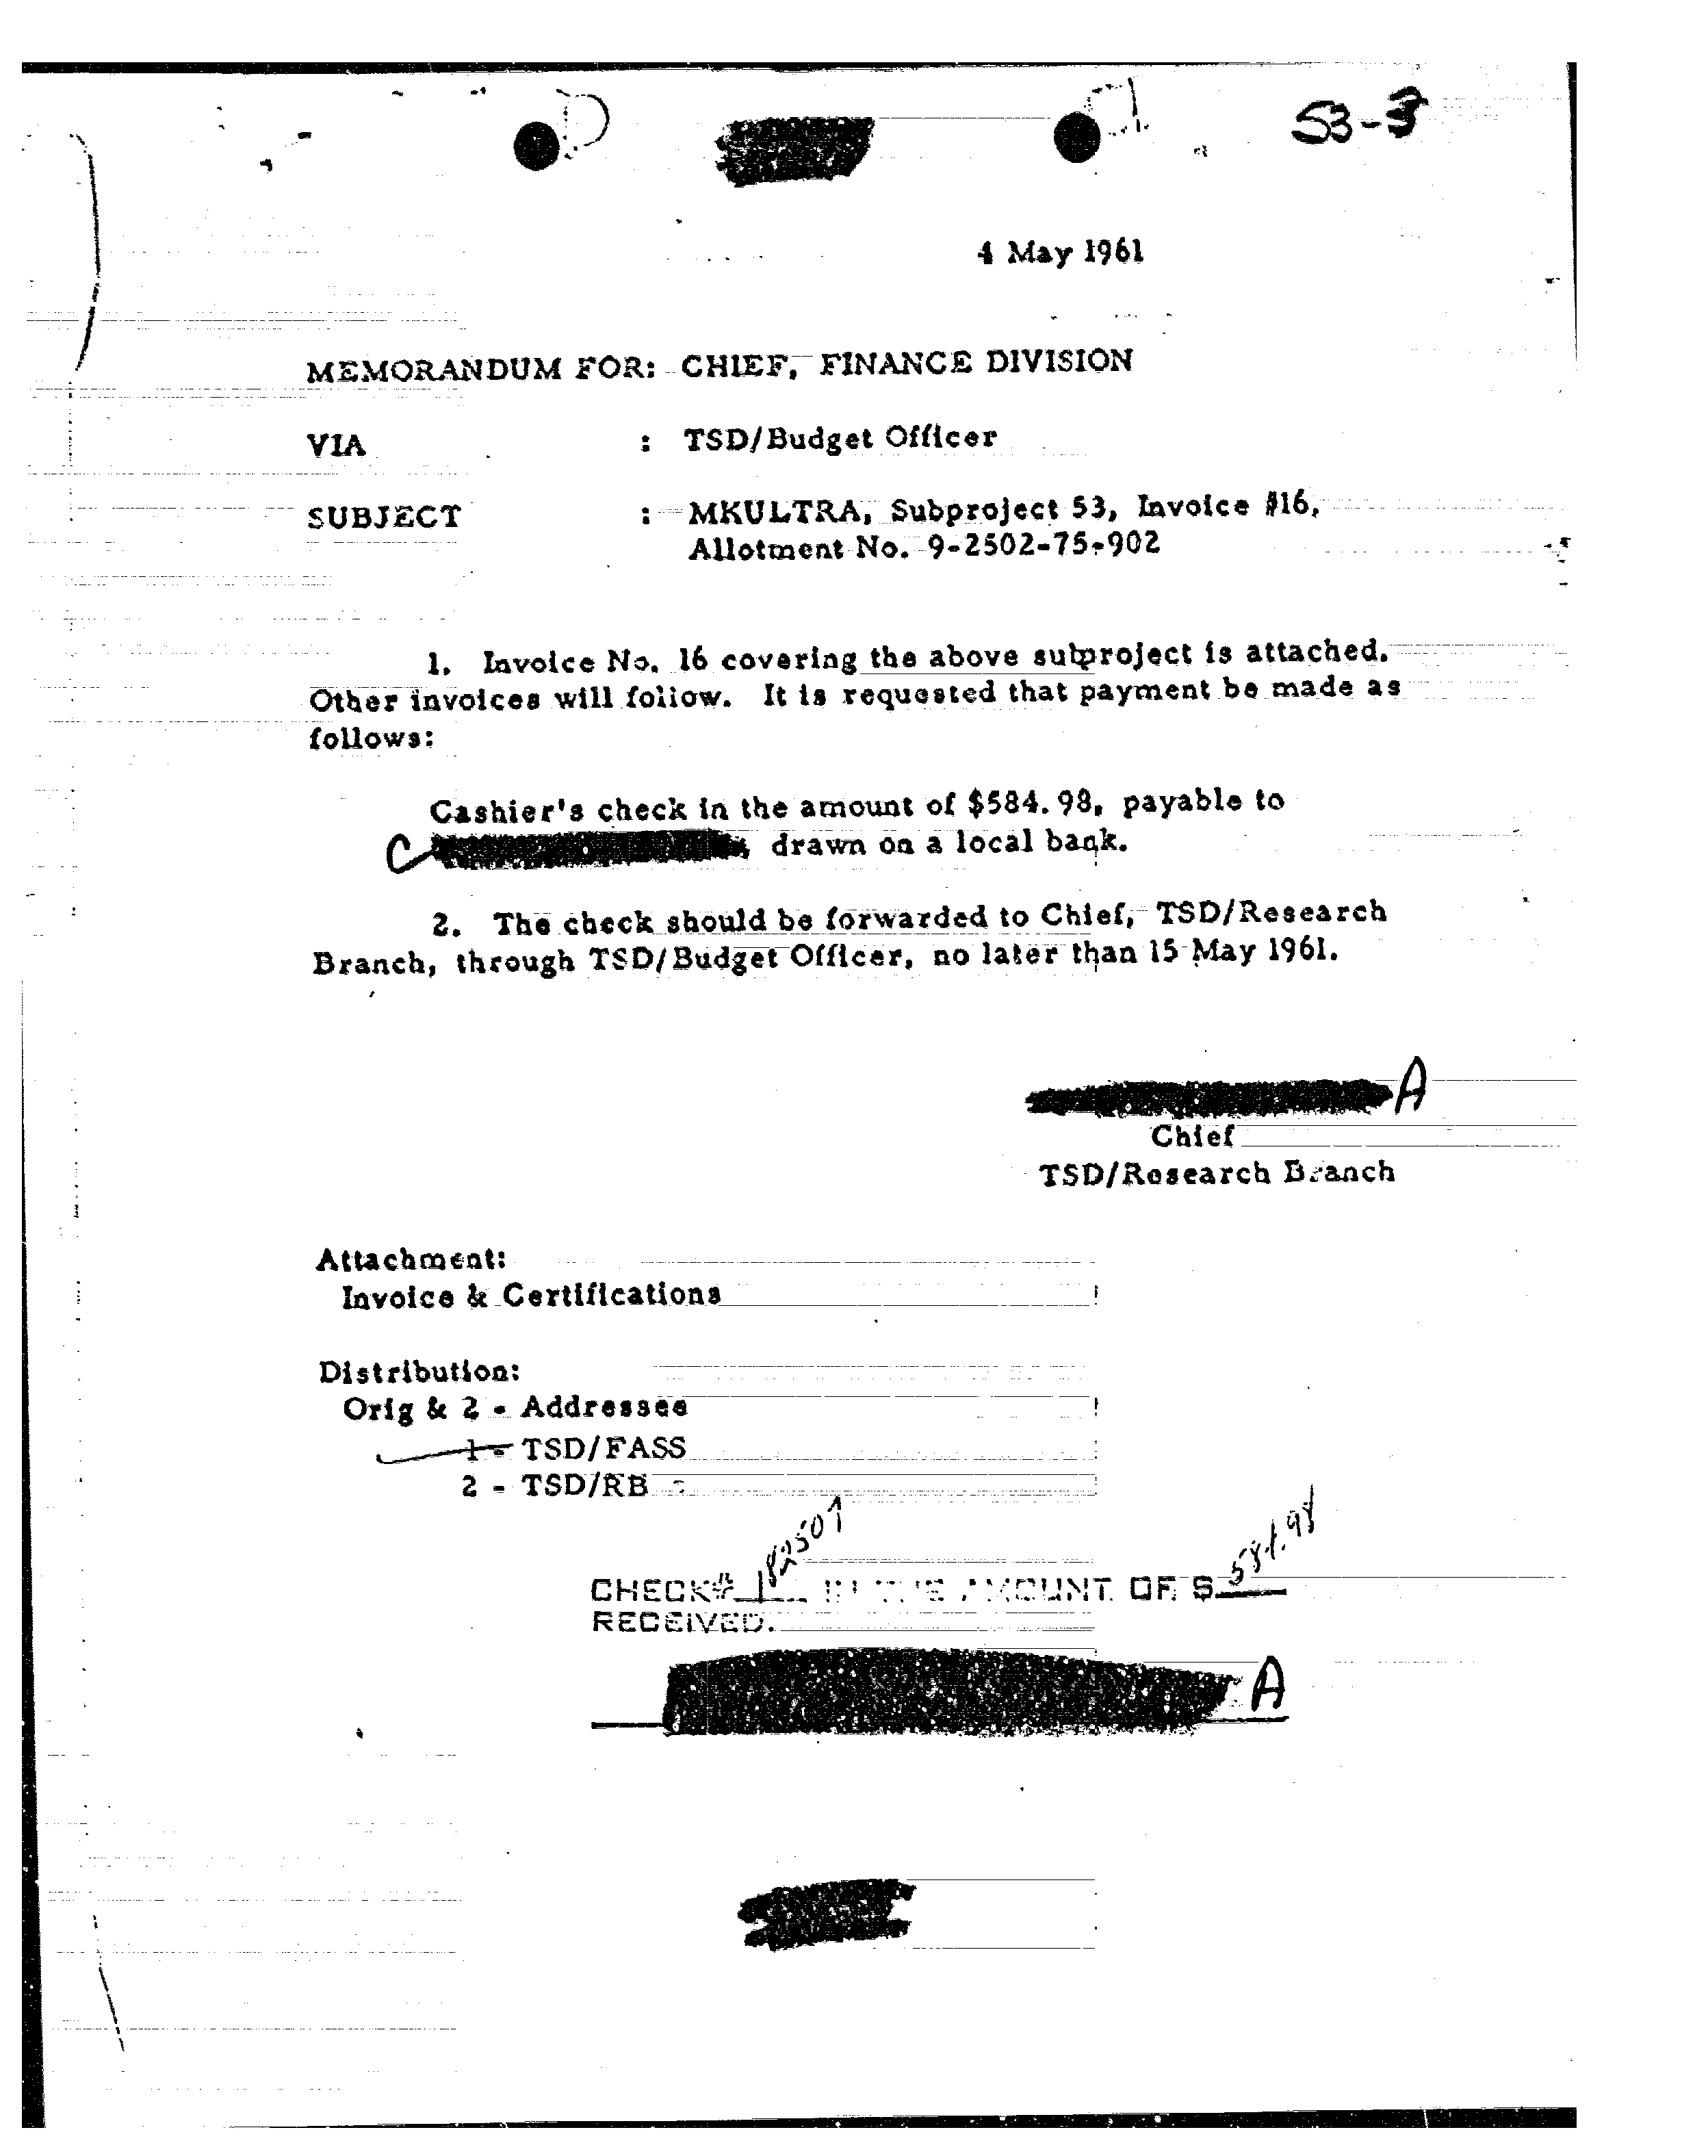 53-3
4 May 1961
MEMORANDUM FOR: CHIEF, FINANCE DIVISION
VIA : TSD/Budget Officer
SUBJECT : MKULTRA, Subproject 53, Invoice #16,
Allotment No. 9-2502-75-902
1. Invoice No. 16 covering the above subproject is attached.
Other invoices will follow. It is requested that payment be made as
follows:
Cashier's check in the amount of $584.98, payable to
C drawn on a local bank.
2. The check should be forwarded to Chief, TSD/Research
Branch, through TSD/Budget Officer, no later than 15 May 1961.
A
Chief
TSD/Research Branch
Attachment:
Invoice & Certifications
Distribution:
Orig & 2 - Addressee
1 - TSD/FASS
2 - TSD/RB
CHECK# IN THE AMOUNT OF $ 584.98
RECEIVED.
A